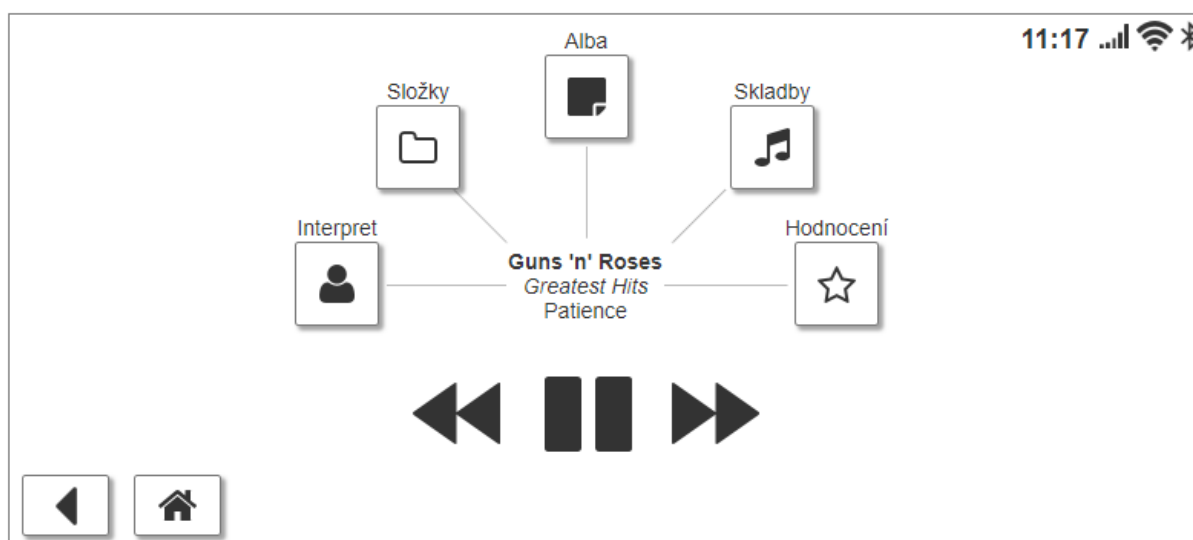 11:17
Alba
Složky
Skladby
Interpret
Hodnocení
Guns 'n' Roses
Greatest Hits
Patience